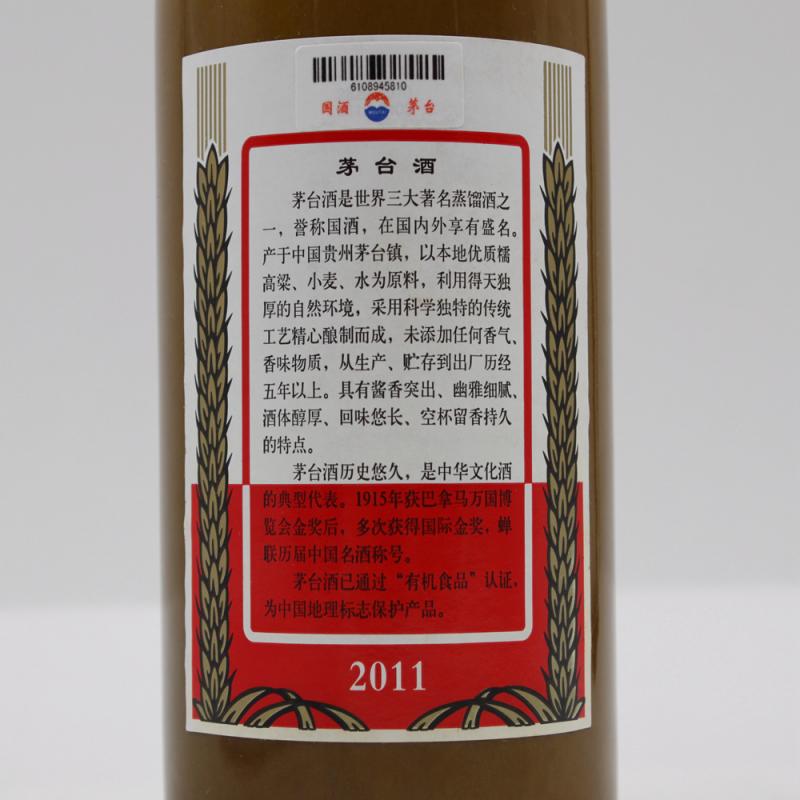 6108945810
国酒 MOUTAI 茅台
茅台酒
茅台酒是世界三大著名蒸馏酒之
一，誉称国酒，在国内外享有盛名。
产于中国贵州茅台镇，以本地优质糯
高粱、小麦、水为原料，利用得天独
厚的自然环境，采用科学独特的传统
工艺精心酿制而成，未添加任何香气、
香味物质，从生产、贮存到出厂历经
五年以上。具有酱香突出、幽雅细腻、
酒体醇厚、回味悠长、空杯留香持久
的特点。
茅台酒历史悠久，是中华文化酒
的典型代表。1915年获巴拿马万国博
览会金奖后，多次获得国际金奖，蝉
联历届中国名酒称号。
茅台酒已通过“有机食品”认证，
为中国地理标志保护产品。
2011